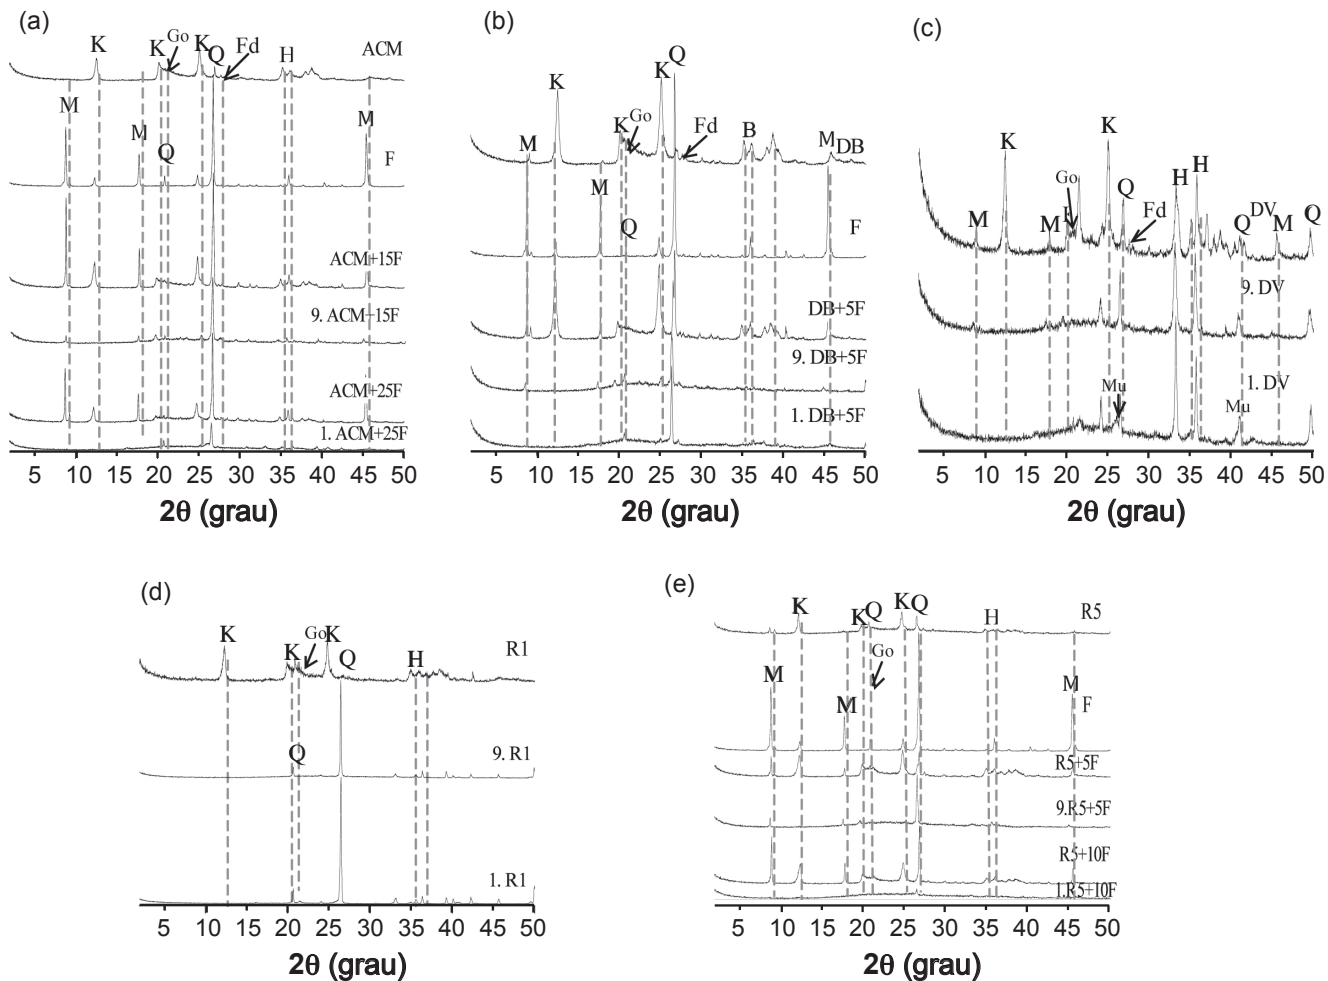 (a)
K
K
Go
K
Q
Fd
H
ACM
M
M
Q
M
F
ACM+15F
9. ACM+15F
ACM+25F
1. ACM+25F
5 10 15 20 25 30 35 40 45 50
2θ (grau)
(b)
Q
K
K
K
Go
Fd
B
M
M DB
M
Q
F
DB+5F
9. DB+5F
1. DB+5F
5 10 15 20 25 30 35 40 45 50
2θ (grau)
(c)
K
K
Go
Q
H
H
M
M
Fd
Q
DV
M
Q
9. DV
1. DV
Mu
Mu
5 10 15 20 25 30 35 40 45 50
2θ (grau)
(d)
K
K
Go
K
Q
H
R1
Q
9. R1
1. R1
5 10 15 20 25 30 35 40 45 50
2θ (grau)
(e)
K
K
Q
K
Q
H
R5
Go
M
M
M
F
R5+5F
9.R5+5F
R5+10F
1.R5+10F
5 10 15 20 25 30 35 40 45 50
2θ (grau)